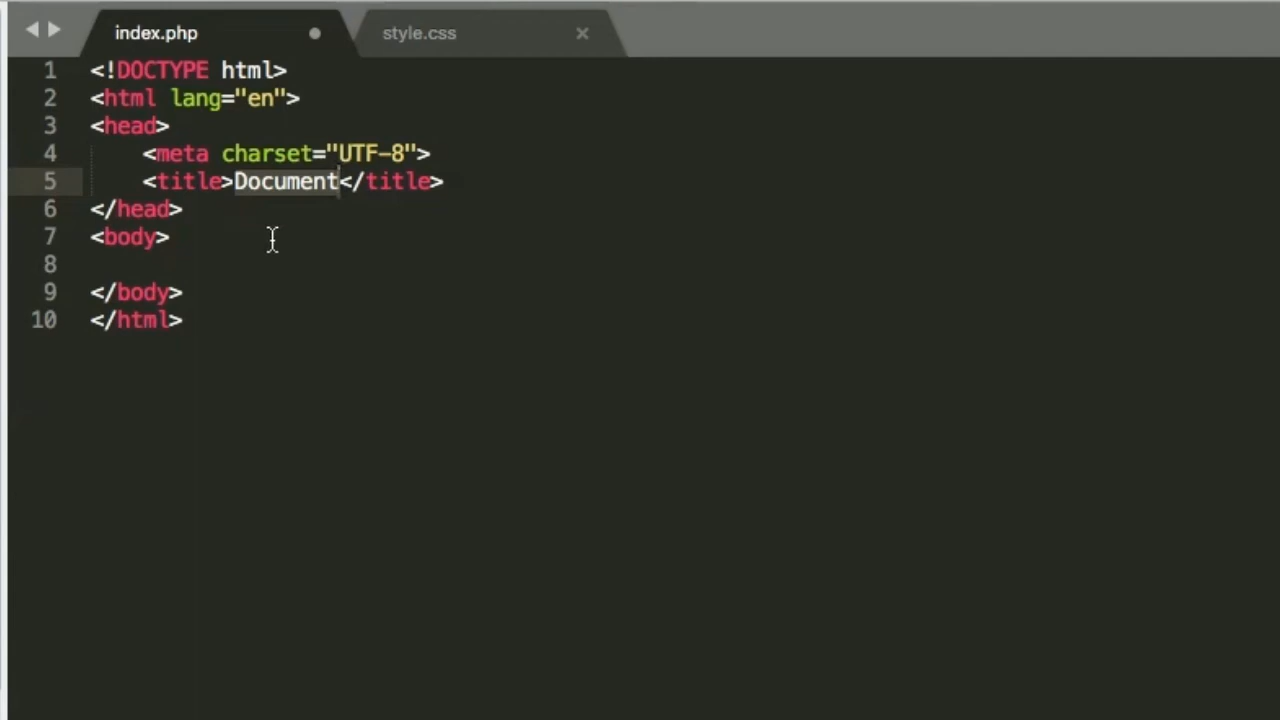 index.php
style.css
1 <!DOCTYPE html>
2 <html lang="en">
3 <head>
4     <meta charset="UTF-8">
5     <title>Document</title>
6 </head>
7 <body>
8
9 </body>
10 </html>